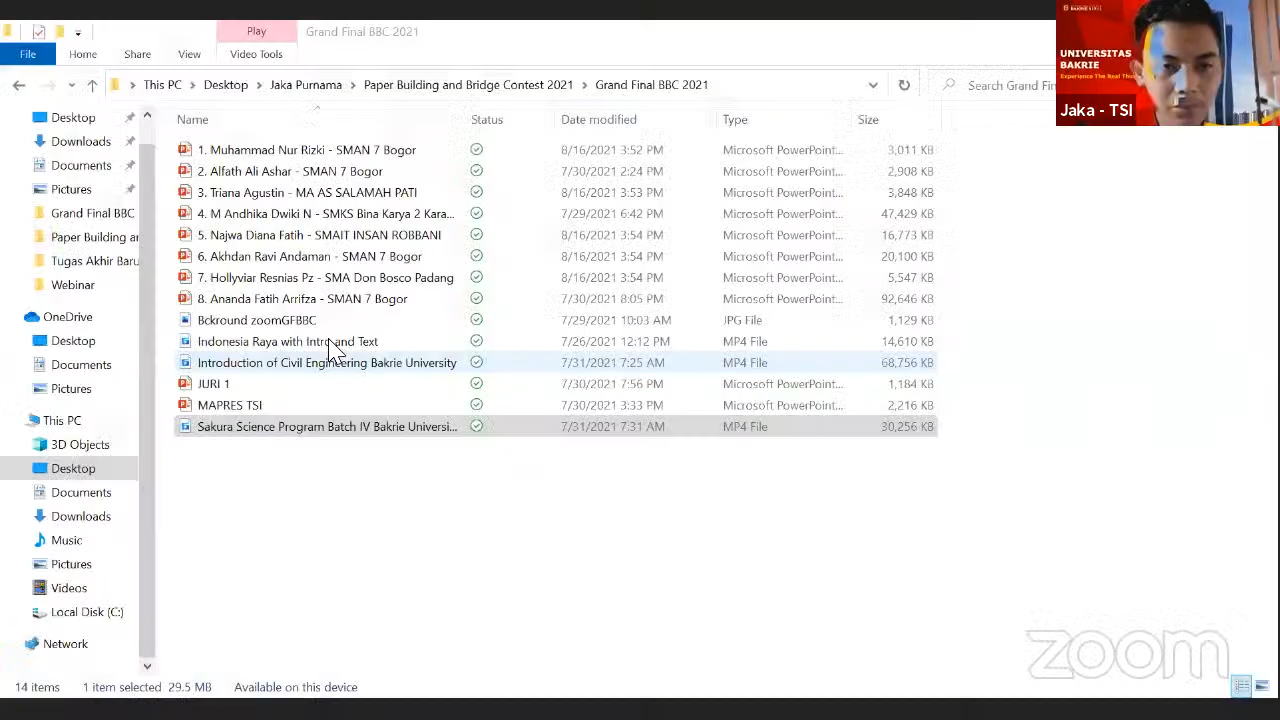 Play
Grand Final BBC 2021
File
Home
Share
View
Video Tools
This PC
Desktop
Jaka Purnama
Paper Building and Bridge Contest 2021
Grand Final BBC 2021
Search Grand Fin
UNIVERSITAS
BAKRIE
Experience The Real Thi
Jaka - TSI
Name Status Date modified Type Size
1. Muhammad Nur Rizki - SMAN 7 Bogor 8/16/2021 3:52 PM Microsoft PowerPoint... 3,011 KB
2. Alfath Ali Ashar - SMAN 7 Bogor 7/30/2021 2:24 PM Microsoft PowerPoint... 2,908 KB
3. Triana Agustin - MA AS SALAMAH PATI 8/16/2021 3:53 PM Microsoft PowerPoint... 3,848 KB
4. M Andhika Dwiki N - SMKS Bina Karya 2 Kara... 7/29/2021 6:42 PM Microsoft PowerPoint... 47,429 KB
5. Najwa Diana Fatih - SMAIT INSAN ROBBANI 8/16/2021 3:54 PM Microsoft PowerPoint... 16,773 KB
6. Akhdan Ravi Andaman - SMAN 7 Bogor 8/16/2021 3:54 PM Microsoft PowerPoint... 20,100 KB
7. Hollyviar Resnias Pz - SMA Don Bosco Padang 8/16/2021 3:54 PM Microsoft PowerPoint... 5,547 KB
8. Ananda Fatih Arrifza - SMAN 7 Bogor 7/30/2021 8:05 PM Microsoft PowerPoint... 92,646 KB
Bckround zoomGFBBC 7/29/2021 10:03 AM JPG File 1,129 KB
Indonesia Raya with Intro and Text 7/26/2021 12:12 PM MP4 File 14,610 KB
Introduction of Civil Engineering Bakrie University 7/31/2021 7:25 AM MP4 File 68,756 KB
JURI 1 7/30/2021 7:56 PM Microsoft PowerPoint... 1,184 KB
MAPRES TSI 7/30/2021 3:33 PM Microsoft PowerPoint... 2,216 KB
Sakura Science Program Batch IV Bakrie Universi... 7/31/2021 7:31 AM MP4 File 30,256 KB
Desktop
Downloads
Documents
Pictures
Grand Final BBC
Paper Building an
Tugas Akhir Baru
Webinar
OneDrive
Desktop
Documents
Pictures
This PC
3D Objects
Desktop
Documents
Downloads
Music
Pictures
Videos
Local Disk (C:)
Network
14 items 1 item selected 29.5 MB Available on this device
zoom